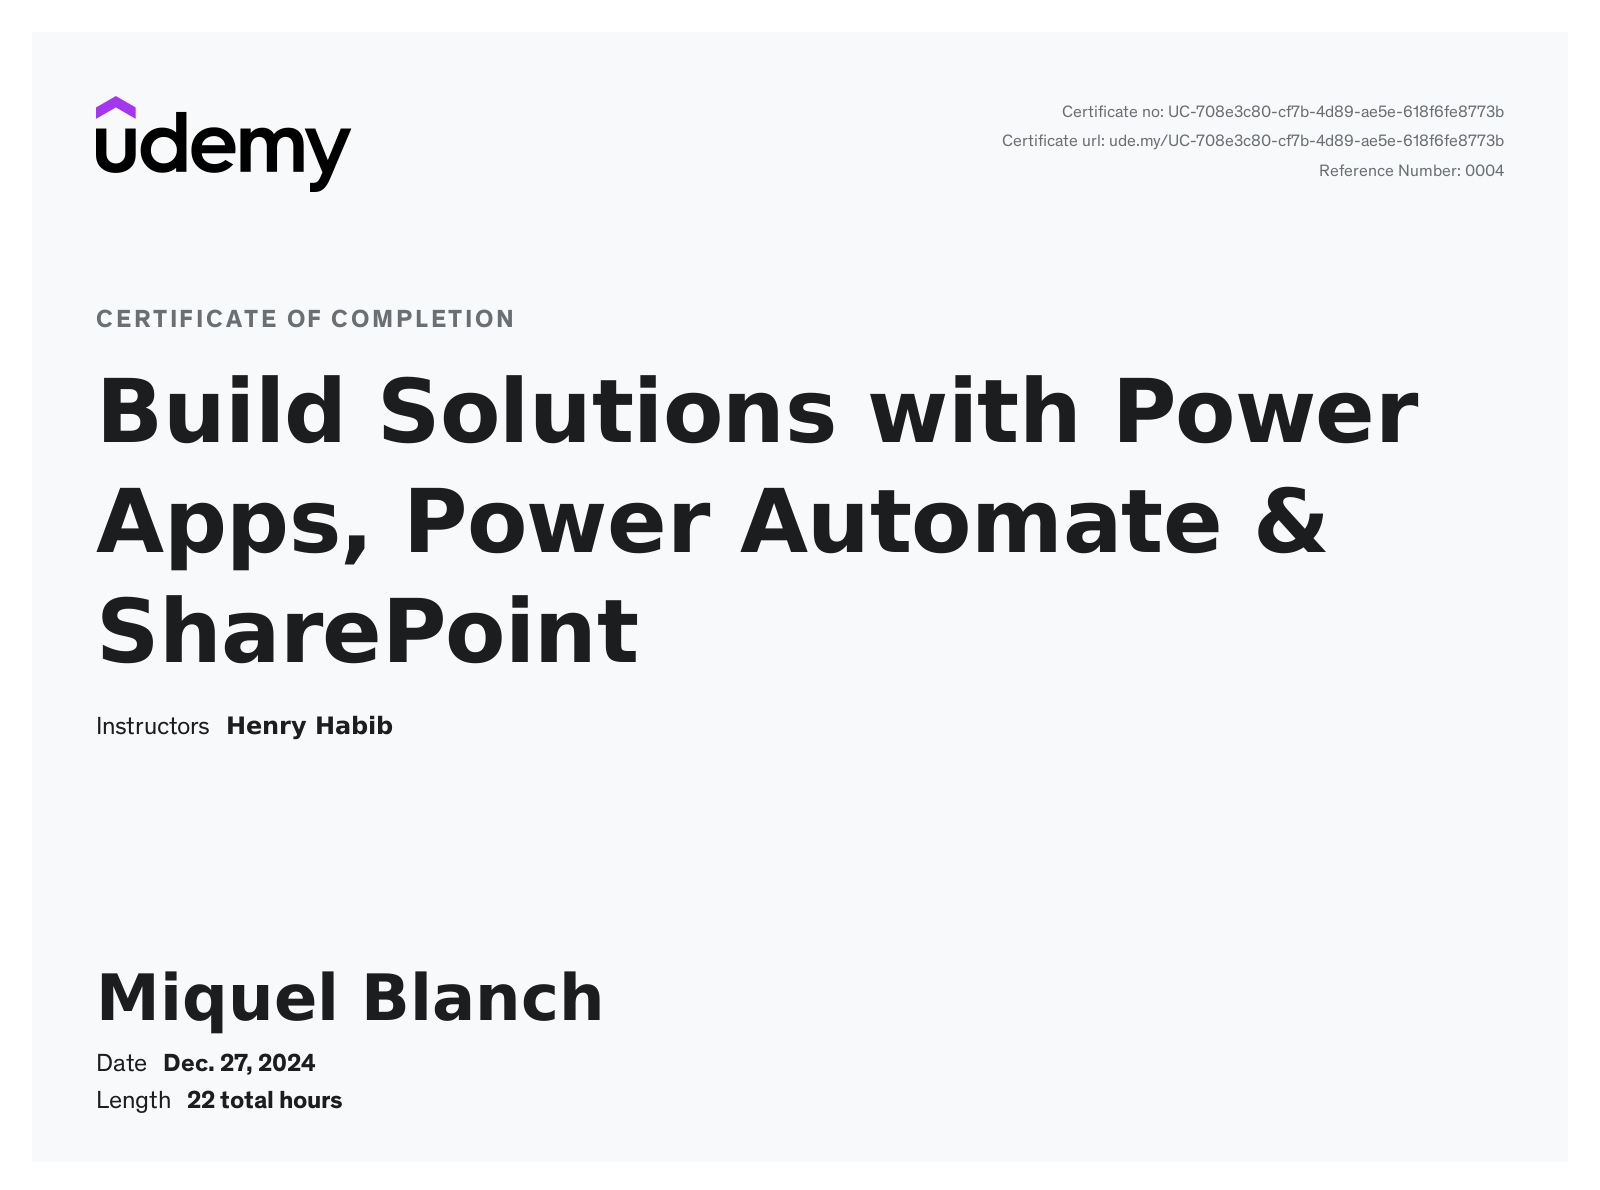 udemy
Certificate no: UC-708e3c80-cf7b-4d89-ae5e-618f6fe8773b
Certificate url: ude.my/UC-708e3c80-cf7b-4d89-ae5e-618f6fe8773b
Reference Number: 0004
CERTIFICATE OF COMPLETION
Build Solutions with Power
Apps, Power Automate &
SharePoint
Instructors Henry Habib
Miquel Blanch
Date Dec. 27, 2024
Length 22 total hours